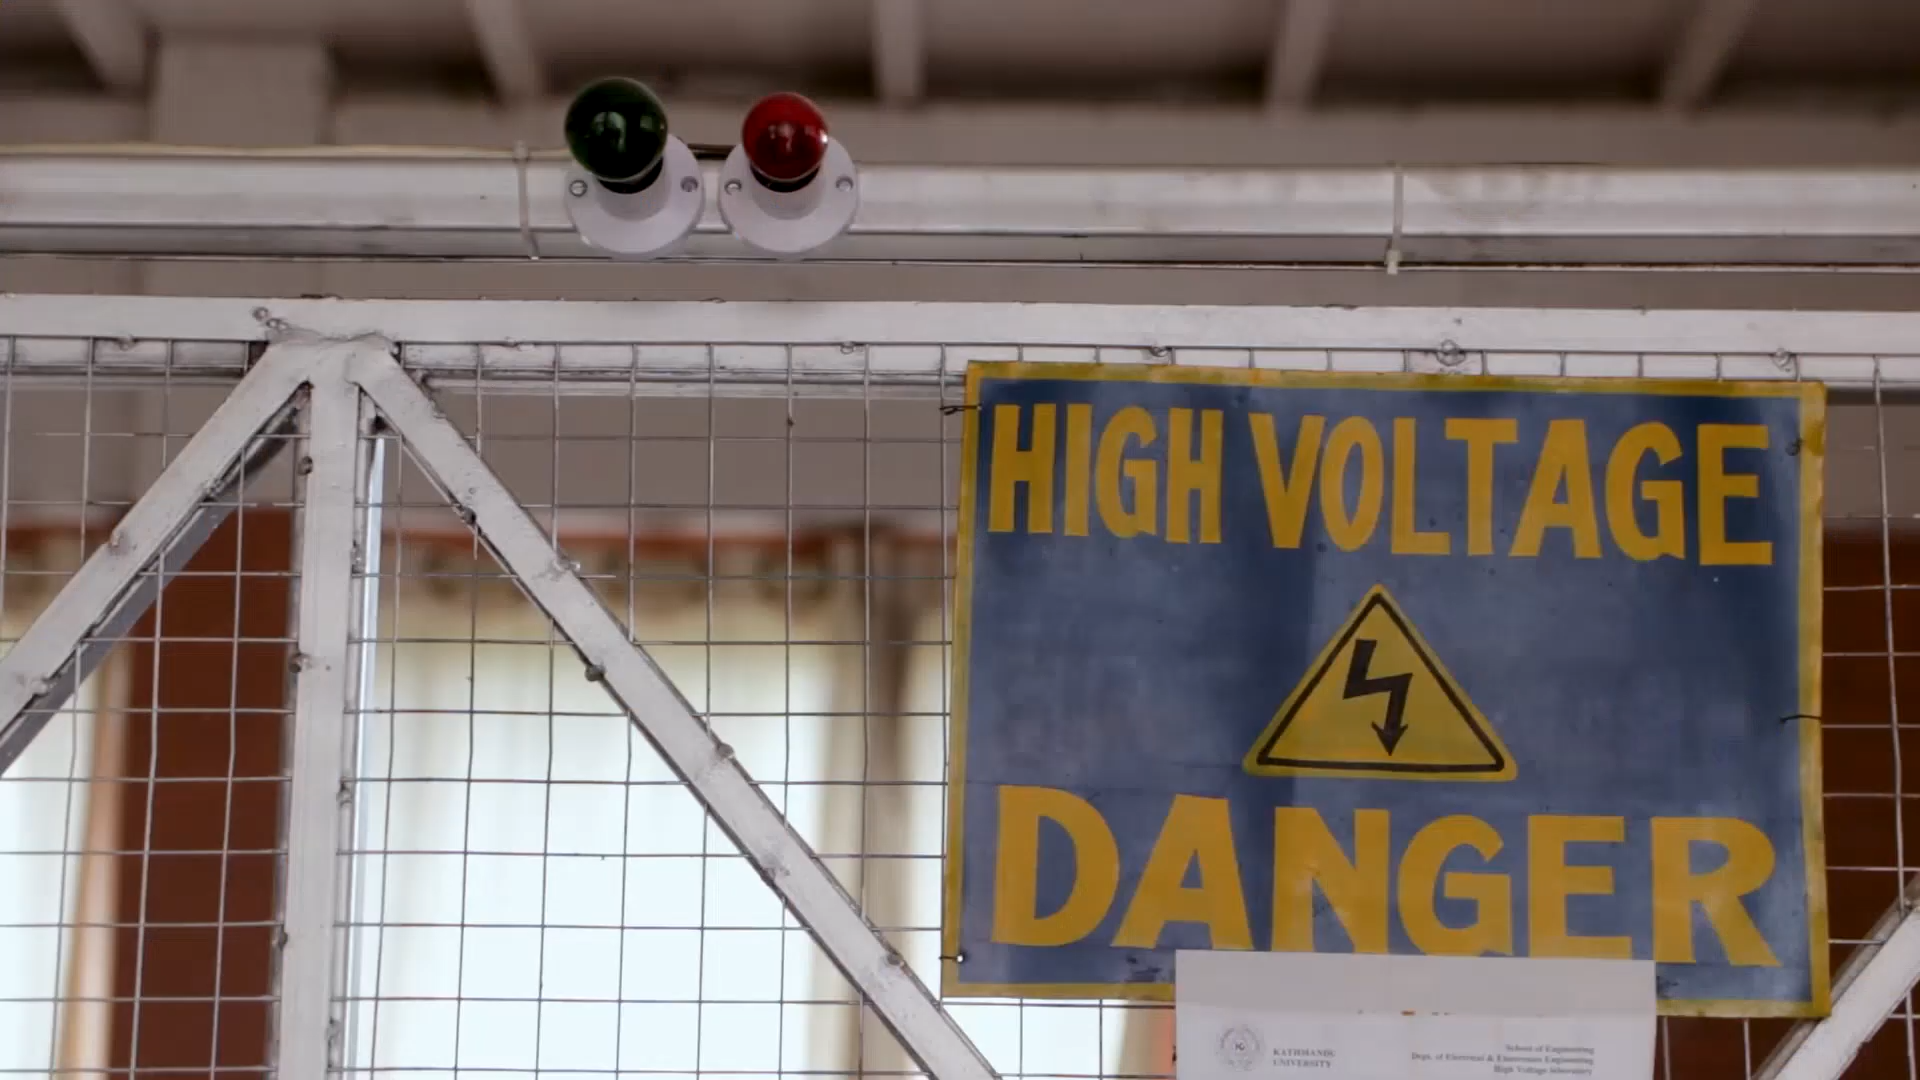 HIGH VOLTAGE
DANGER
KATHMANDU
UNIVERSITY
School of Engineering
Dept. of Electrical & Electronics Engineering
High Voltage laboratory